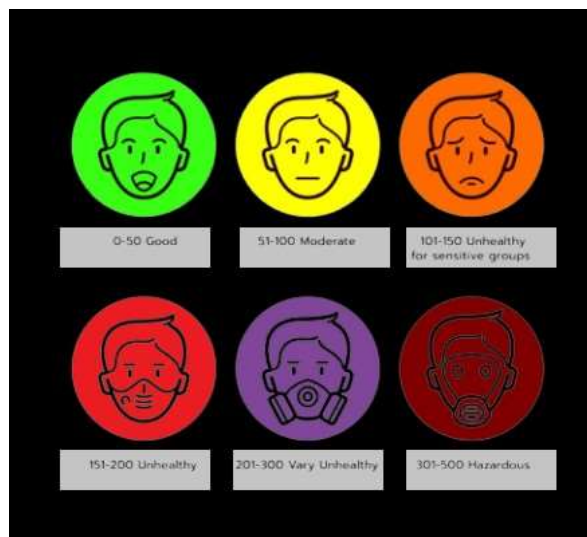 0-50 Good
51-100 Moderate
101-150 Unhealthy
for sensitive groups
151-200 Unhealthy
201-300 Vary Unhealthy
301-500 Hazardous